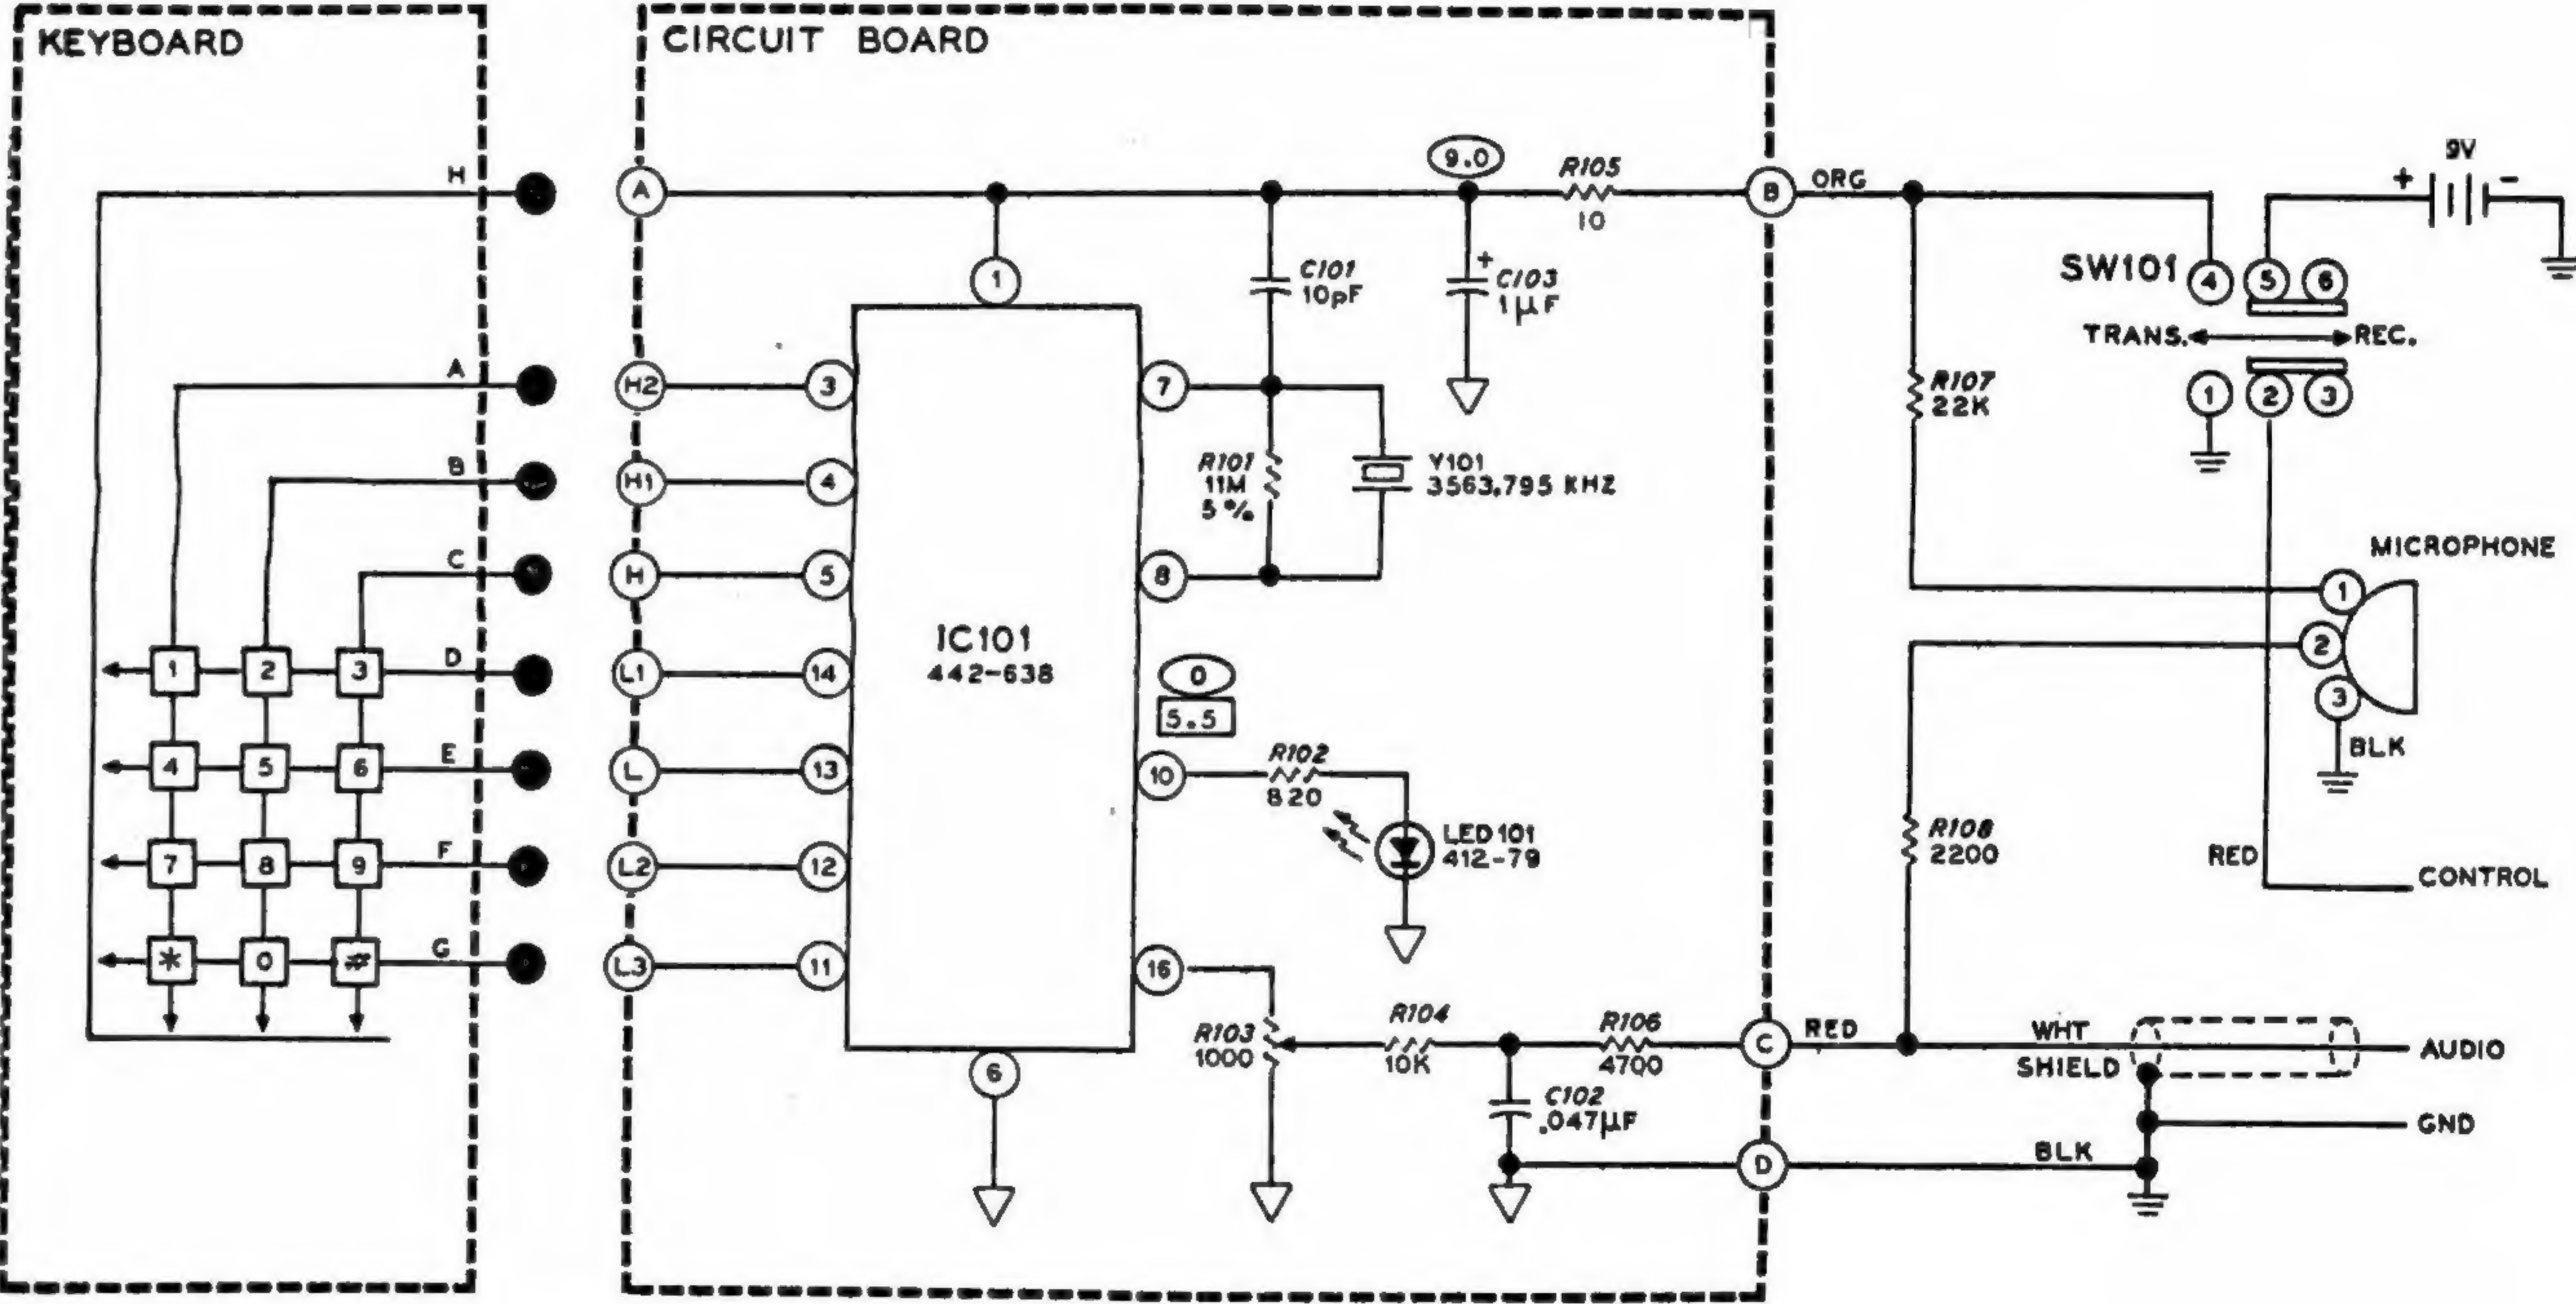 KEYBOARD
H
A
B
C
D
E
F
G
1 2 3
4 5 6
7 8 9
* 0 #
CIRCUIT BOARD
A
H2
H1
H
L1
L
L2
L3
1
3
4
5
14
13
12
11
6
7
8
10
16
IC101
442-638
9.0
R105
10
C101
10pF
+
C103
1µF
R101
11M
5%
Y101
3563.795 KHZ
0
5.5
R102
820
LED101
412-79
R103
1000
R104
10K
R106
4700
C102
.047µF
B
ORG
C
RED
D
BLK
R107
22K
R108
2200
9V
+ -
SW101
4 5 6
TRANS. REC.
1 2 3
MICROPHONE
1
2
3
BLK
RED
CONTROL
WHT
SHIELD
AUDIO
GND